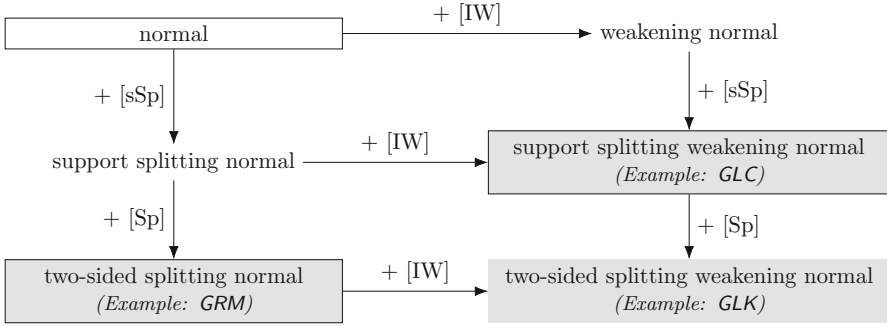 + [IW]
normal
weakening normal
+ [sSp]
+ [sSp]
+ [IW]
support splitting normal
support splitting weakening normal
(Example: GLC)
+ [Sp]
+ [Sp]
+ [IW]
two-sided splitting normal
(Example: GRM)
two-sided splitting weakening normal
(Example: GLK)